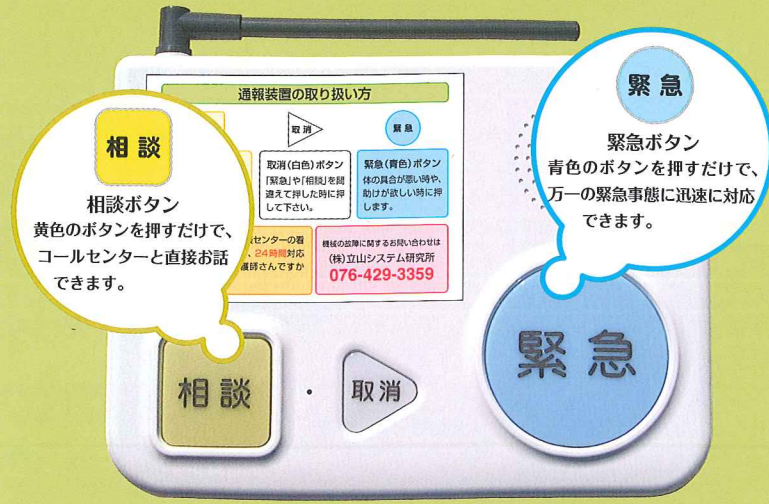 通報装置の取り扱い方
取消
緊急
取消(白色)ボタン
「緊急」や「相談」を間
違えて押した時に押
して下さい。
緊急(青色)ボタン
体の具合が悪い時や、
助けが欲しい時に押
します。
センターの看
、24時間対応
護師さんですか
機械の故障に関するお問い合わせは
(株)立山システム研究所
076-429-3359
相談
相談ボタン
黄色のボタンを押すだけで、
コールセンターと直接お話
できます。
緊急
緊急ボタン
青色のボタンを押すだけで、
万一の緊急事態に迅速に対応
できます。
相談
・
取消
緊急